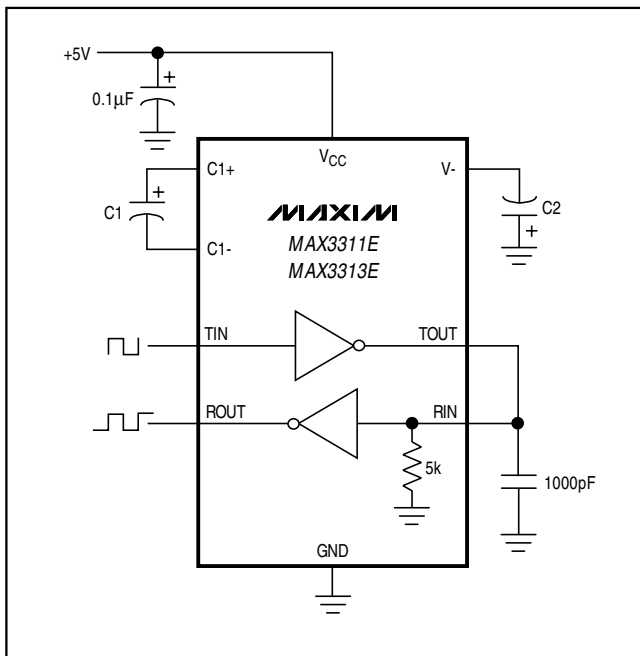 +5V
+
0.1µF
VCC
C1+
V-
+
C1
C2
+
C1-
MAXIM
MAX3311E
MAX3313E
TIN
TOUT
ROUT
RIN
5k
1000pF
GND